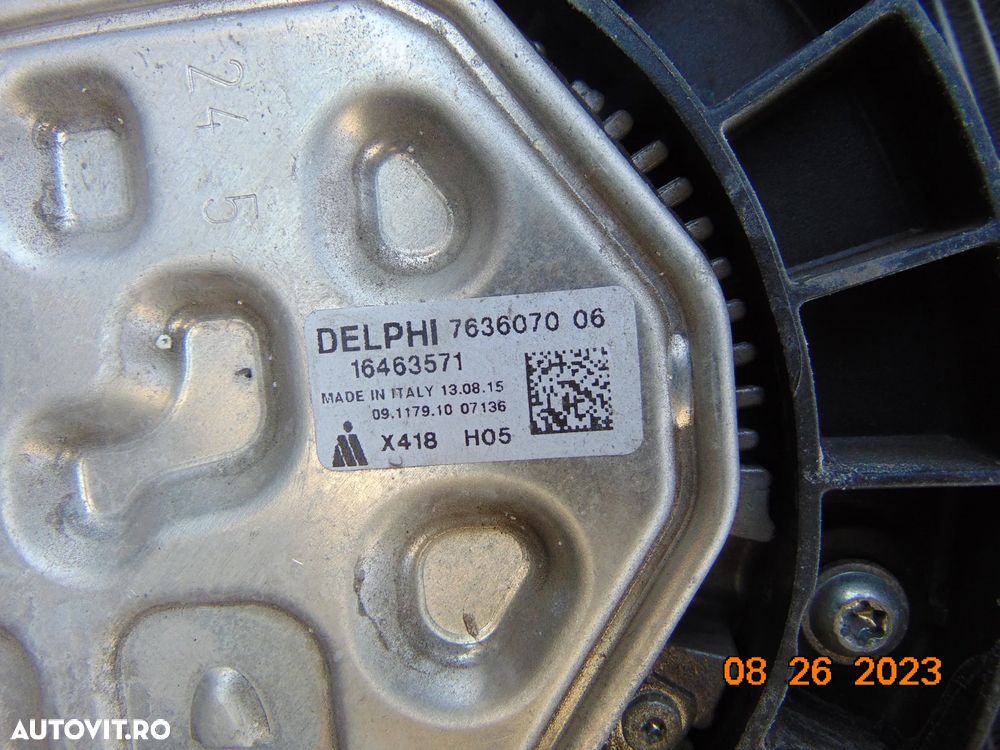 24 5
DELPHI 7636070 06
16463571
MADE IN ITALY 13.08.15
09.1179.10 07136
X418 H05
08 26 2023
AUTOVIT.RO